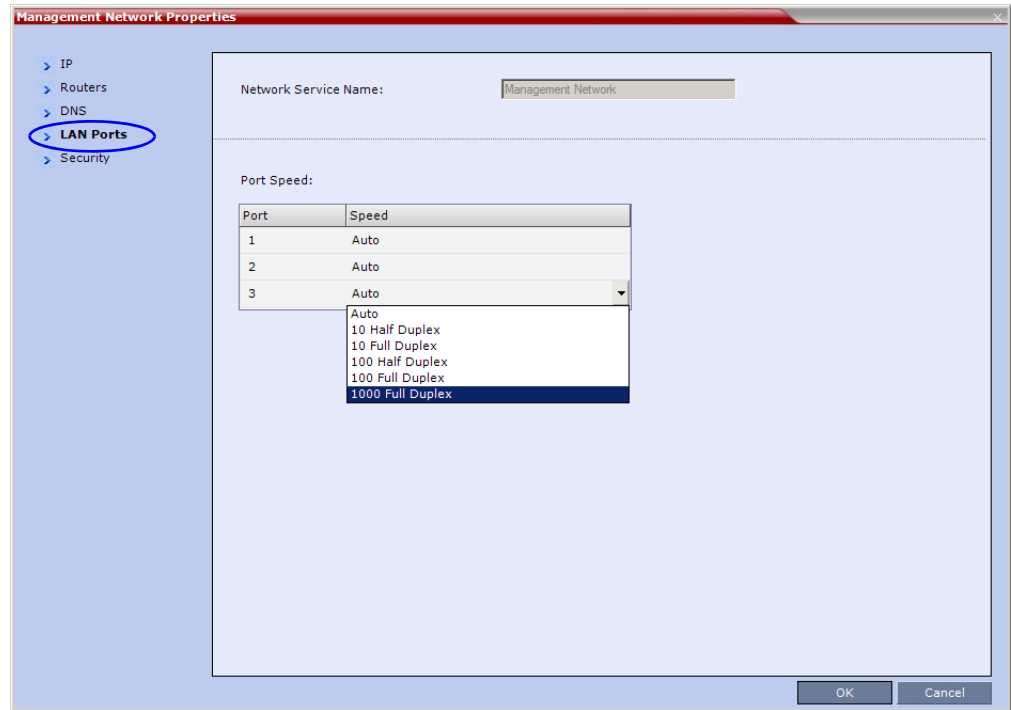 Management Network Properties
IP
Routers
DNS
LAN Ports
Security
Network Service Name: Management Network
Port Speed:
Port Speed
1 Auto
2 Auto
3 Auto
Auto
10 Half Duplex
10 Full Duplex
100 Half Duplex
100 Full Duplex
1000 Full Duplex
OK Cancel